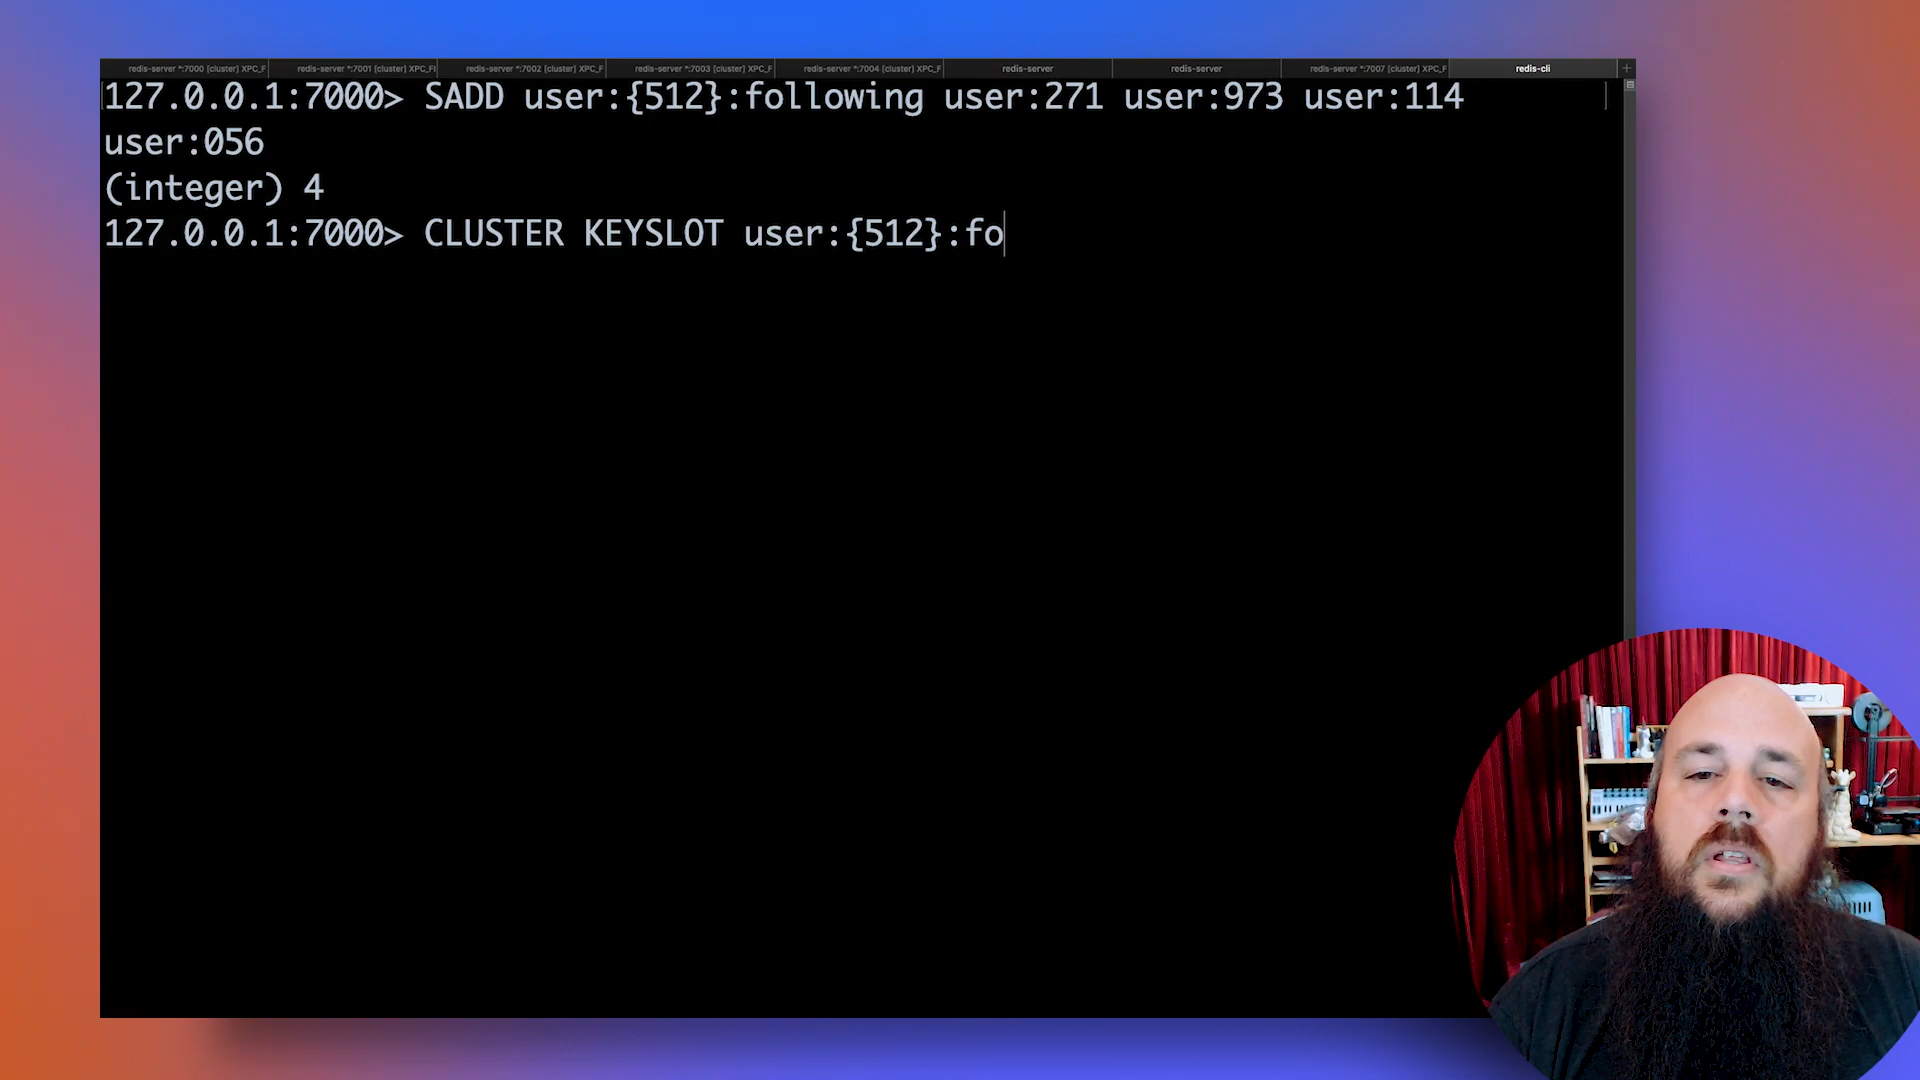 redis-server *:7000 [cluster] XPC_F redis-server *:7001 [cluster] XPC_Fl redis-server *:7002 [cluster] XPC_F redis-server *:7003 [cluster] XPC_F redis-server *:7004 [cluster] XPC_F redis-server redis-server redis-server *:7007 [cluster] XPC_F redis-cli
127.0.0.1:7000> SADD user:{512}:following user:271 user:973 user:114
user:056
(integer) 4
127.0.0.1:7000> CLUSTER KEYSLOT user:{512}:fo